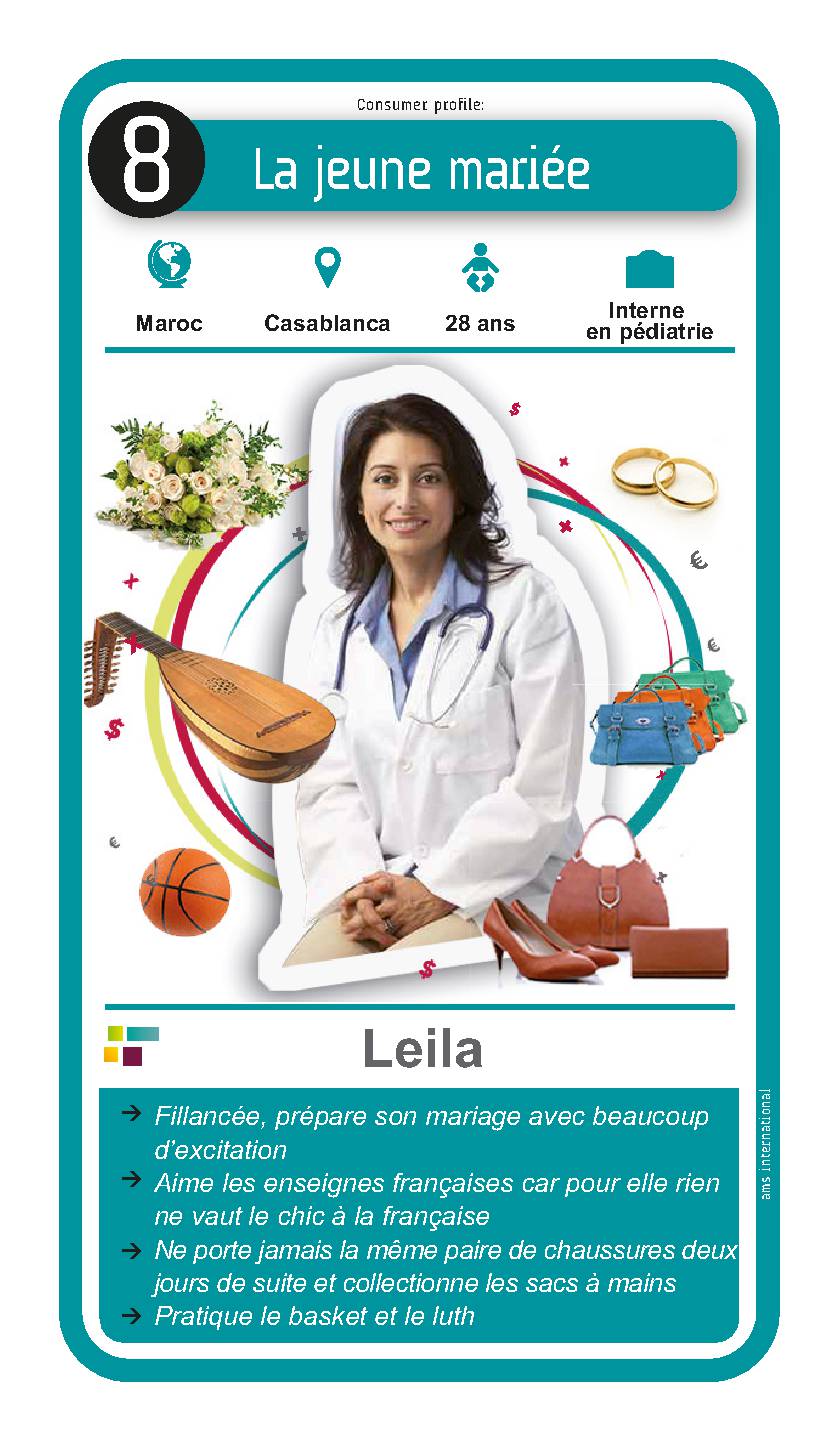 Consumer profile:
8
La jeune mariée
Maroc
Casablanca
28 ans
Interne
en pédiatrie
Leila
→ Fillancée, prépare son mariage avec beaucoup
d'excitation
→ Aime les enseignes françaises car pour elle rien
ne vaut le chic à la française
→ Ne porte jamais la même paire de chaussures deux
jours de suite et collectionne les sacs à mains
→ Pratique le basket et le luth
ams international